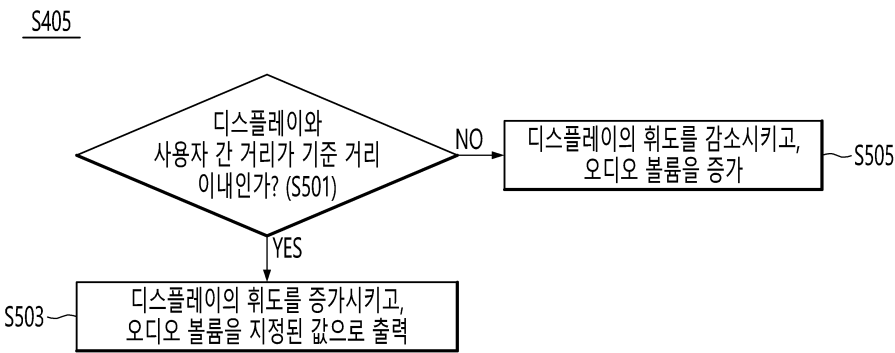 S405
디스플레이와
사용자 간 거리가 기준 거리
이내인가? (S501)
NO
디스플레이의 휘도를 감소시키고,
오디오 볼륨을 증가
S505
YES
디스플레이의 휘도를 증가시키고,
오디오 볼륨을 지정된 값으로 출력
S503